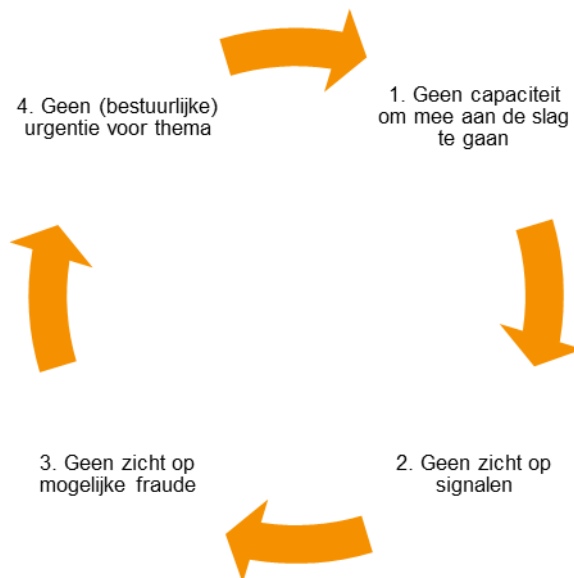 1. Geen capaciteit
om mee aan de slag
te gaan
2. Geen zicht op
signalen
3. Geen zicht op
mogelijke fraude
4. Geen (bestuurlijke)
urgentie voor thema